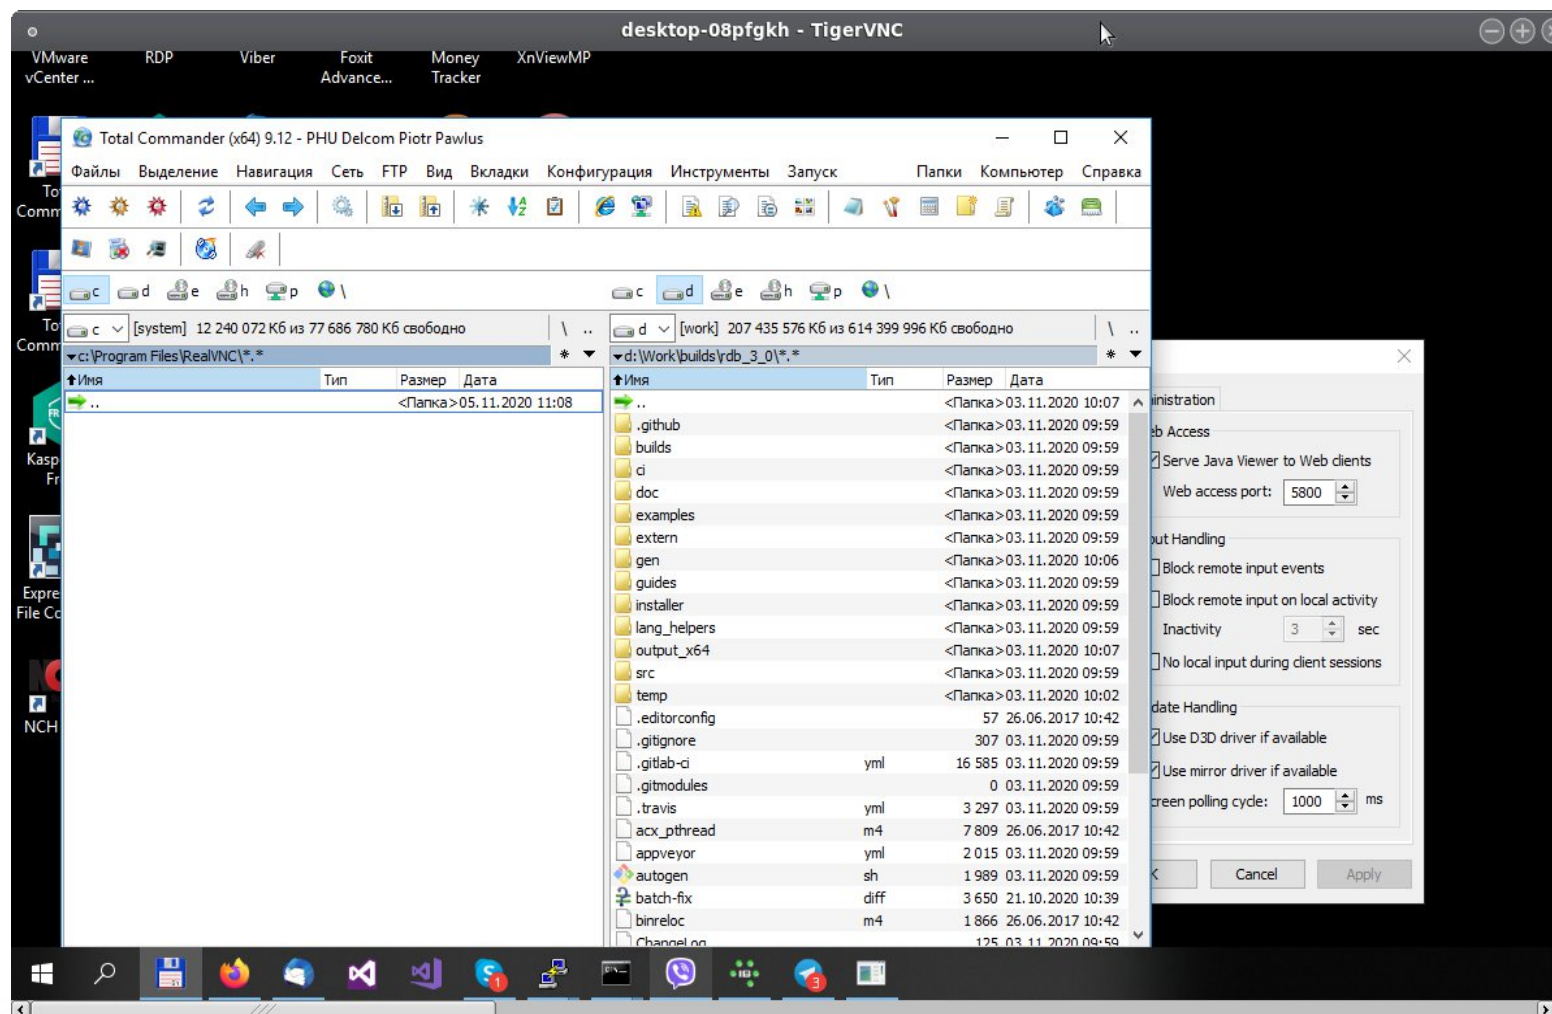 desktop-08pfgkh - TigerVNC
VMware vCenter ...
RDP
Viber
Foxit Advance...
Money Tracker
XnViewMP
Total Commander (x64) 9.12 - PHU Delcom Piotr Pawlus
Файлы Выделение Навигация Сеть FTP Вид Вкладки Конфигурация Инструменты Запуск Папки Компьютер Справка
c d e h p \ c d e h p \
c [system] 12 240 072 Кб из 77 686 780 Кб свободно \ .. d [work] 207 435 576 Кб из 614 399 996 Кб свободно \ ..
c:\Program Files\RealVNC\*.* * d:\Work\builds\rdb_3_0\*.* *
Имя Тип Размер Дата Имя Тип Размер Дата
.. <Папка> 05.11.2020 11:08 .. <Папка> 03.11.2020 10:07
.github <Папка> 03.11.2020 09:59
builds <Папка> 03.11.2020 09:59
ci <Папка> 03.11.2020 09:59
doc <Папка> 03.11.2020 09:59
examples <Папка> 03.11.2020 09:59
extern <Папка> 03.11.2020 09:59
gen <Папка> 03.11.2020 10:06
guides <Папка> 03.11.2020 09:59
installer <Папка> 03.11.2020 09:59
lang_helpers <Папка> 03.11.2020 09:59
output_x64 <Папка> 03.11.2020 10:07
src <Папка> 03.11.2020 09:59
temp <Папка> 03.11.2020 10:02
.editorconfig 57 26.06.2017 10:42
.gitignore 307 03.11.2020 09:59
.gitlab-ci yml 16 585 03.11.2020 09:59
.gitmodules 0 03.11.2020 09:59
.travis yml 3 297 03.11.2020 09:59
acx_pthread m4 7 809 26.06.2017 10:42
appveyor yml 2 015 03.11.2020 09:59
autogen sh 1 989 03.11.2020 09:59
batch-fix diff 3 650 21.10.2020 10:39
binreloc m4 1 866 26.06.2017 10:42
ChangeLog 125 03.11.2020 09:59
To
Comm
To
Comm
Kasp
Fr
Expre
File Co
NCH
inistration
eb Access
Serve Java Viewer to Web clients
Web access port: 5800
out Handling
Block remote input events
Block remote input on local activity
Inactivity 3 sec
No local input during client sessions
date Handling
Use D3D driver if available
Use mirror driver if available
creen polling cycle: 1000 ms
K Cancel Apply
1
3